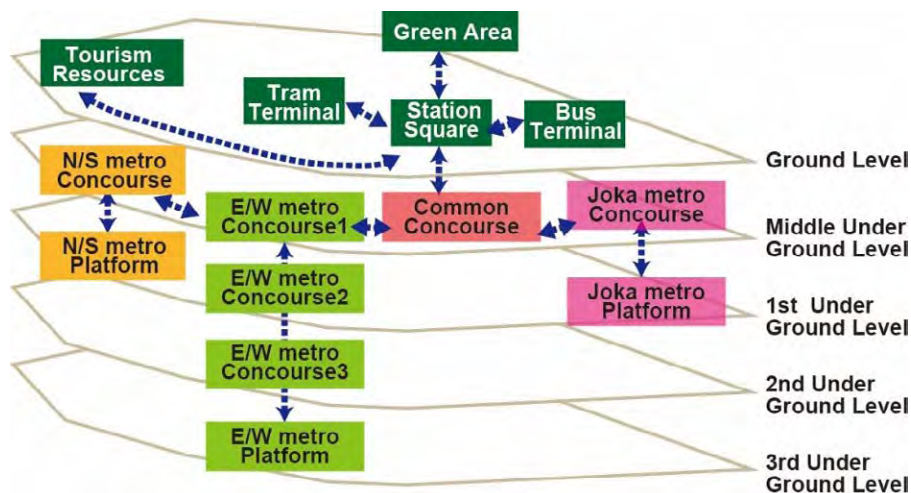 Green Area
Tourism
Resources
Tram
Terminal
Station
Square
Bus
Terminal
Ground Level
N/S metro
Concourse
E/W metro
Concourse1
Common
Concourse
Joka metro
Concourse
Middle Under
Ground Level
N/S metro
Platform
E/W metro
Concourse2
Joka metro
Platform
1st Under
Ground Level
E/W metro
Concourse3
2nd Under
Ground Level
E/W metro
Platform
3rd Under
Ground Level